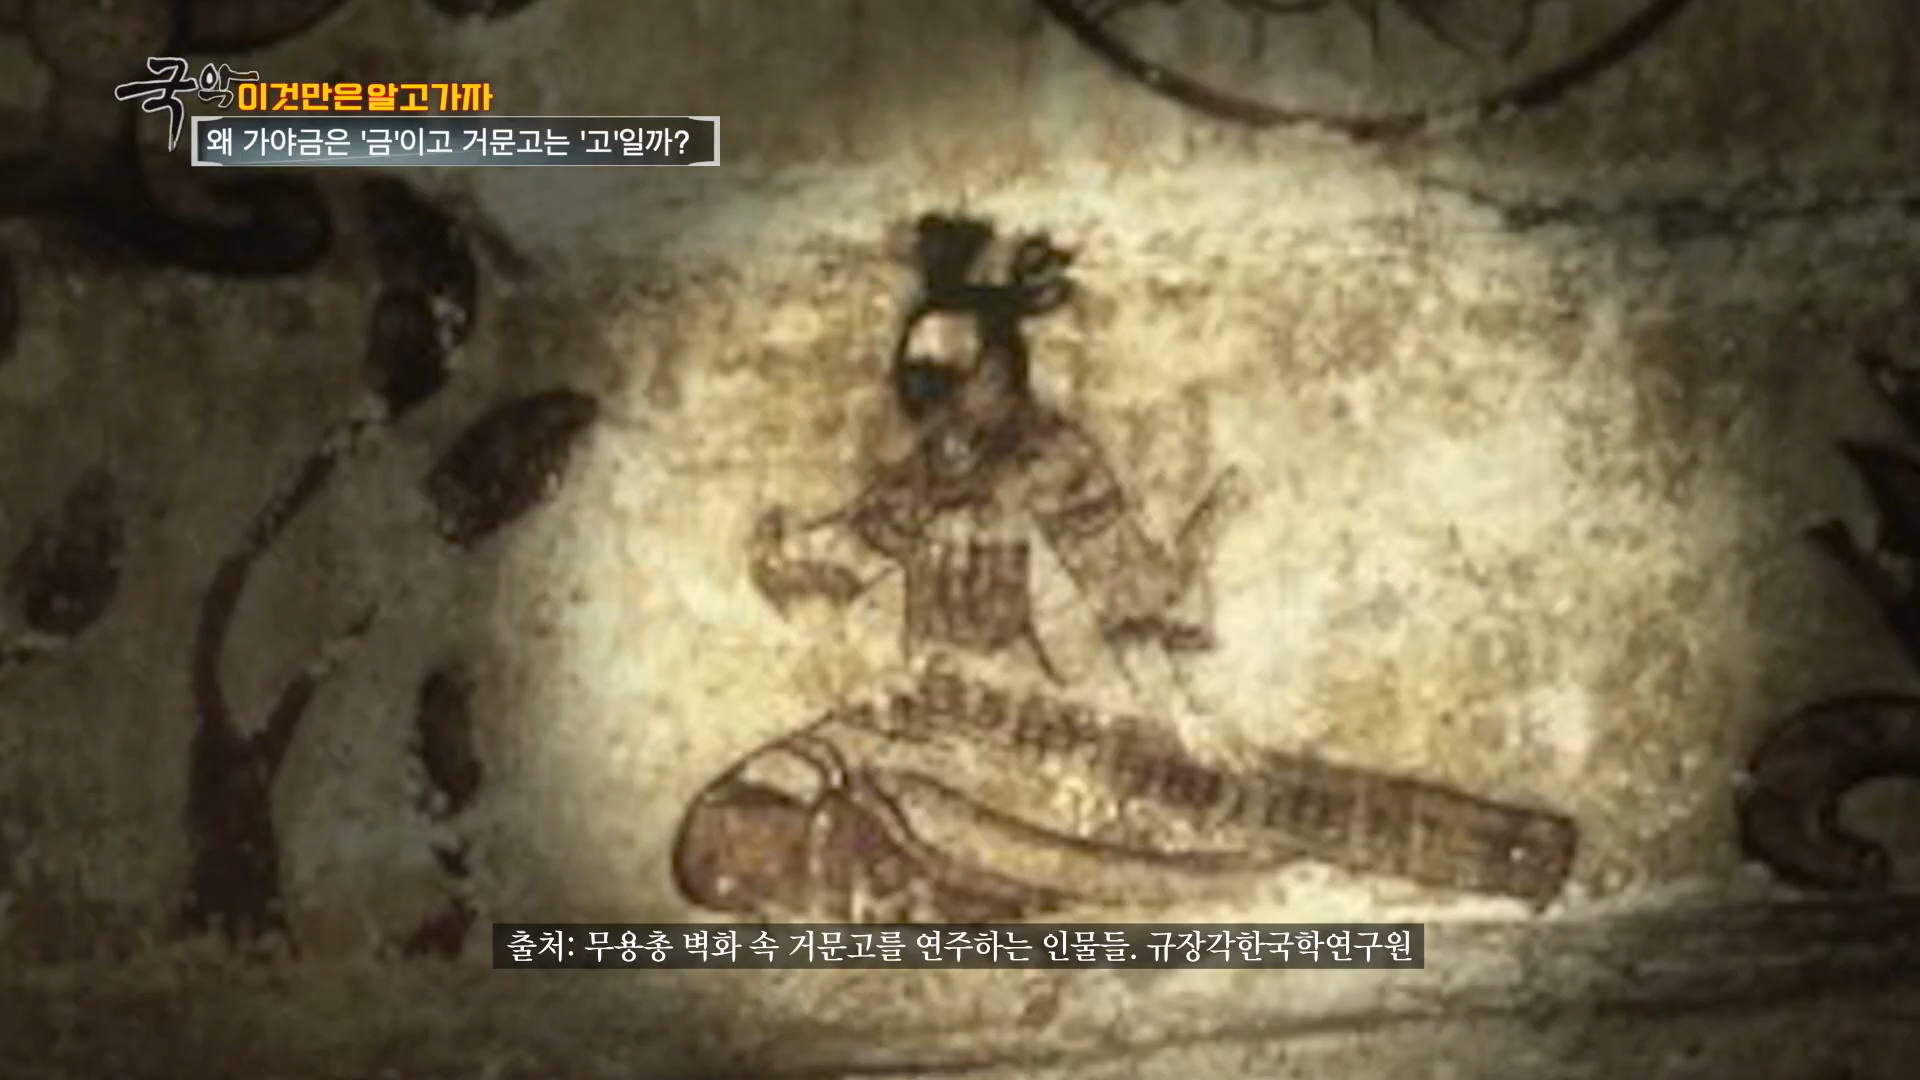 국악 이것만은알고가자
왜 가야금은 '금'이고 거문고는 '고'일까?
출처: 무용총 벽화 속 거문고를 연주하는 인물들. 규장각한국학연구원